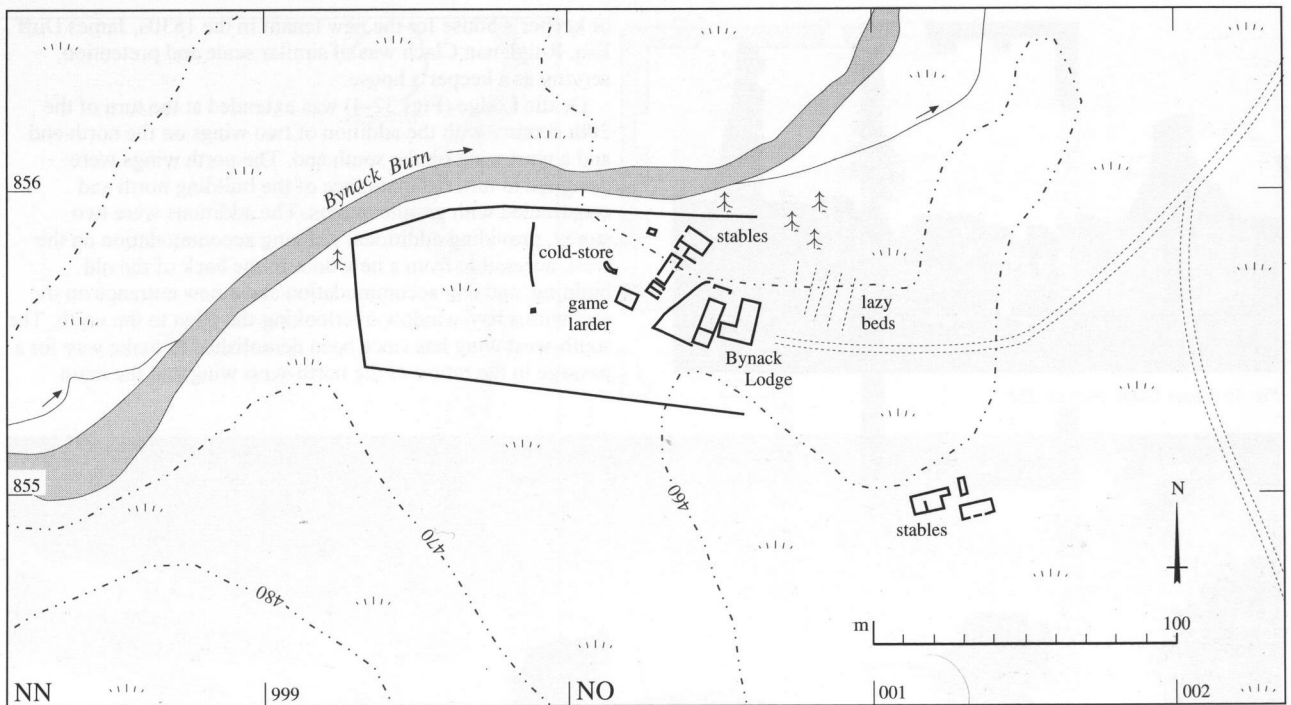 Bynack Burn
856
stables
cold-store
game
larder
lazy
beds
Bynack
Lodge
855
460
470
480
stables
N
m
100
NN
999
NO
001
002